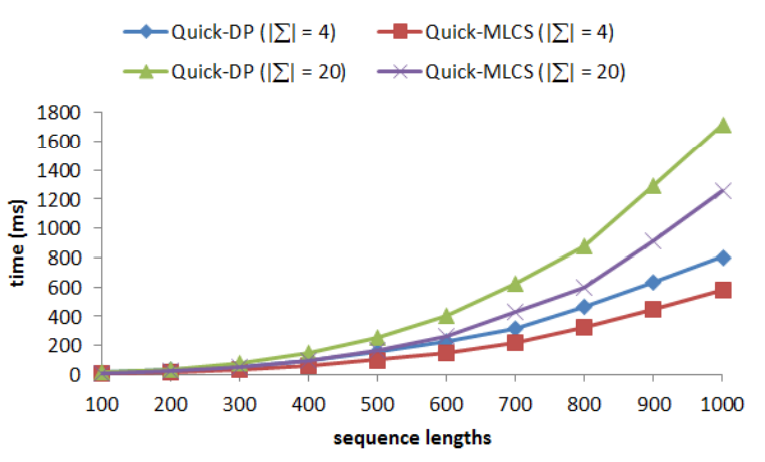 Quick-DP (|∑| = 4) Quick-MLCS (|∑| = 4)
Quick-DP (|∑| = 20) Quick-MLCS (|∑| = 20)
1800
1600
1400
1200
1000
800
600
400
200
0
time (ms)
100 200 300 400 500 600 700 800 900 1000
sequence lengths